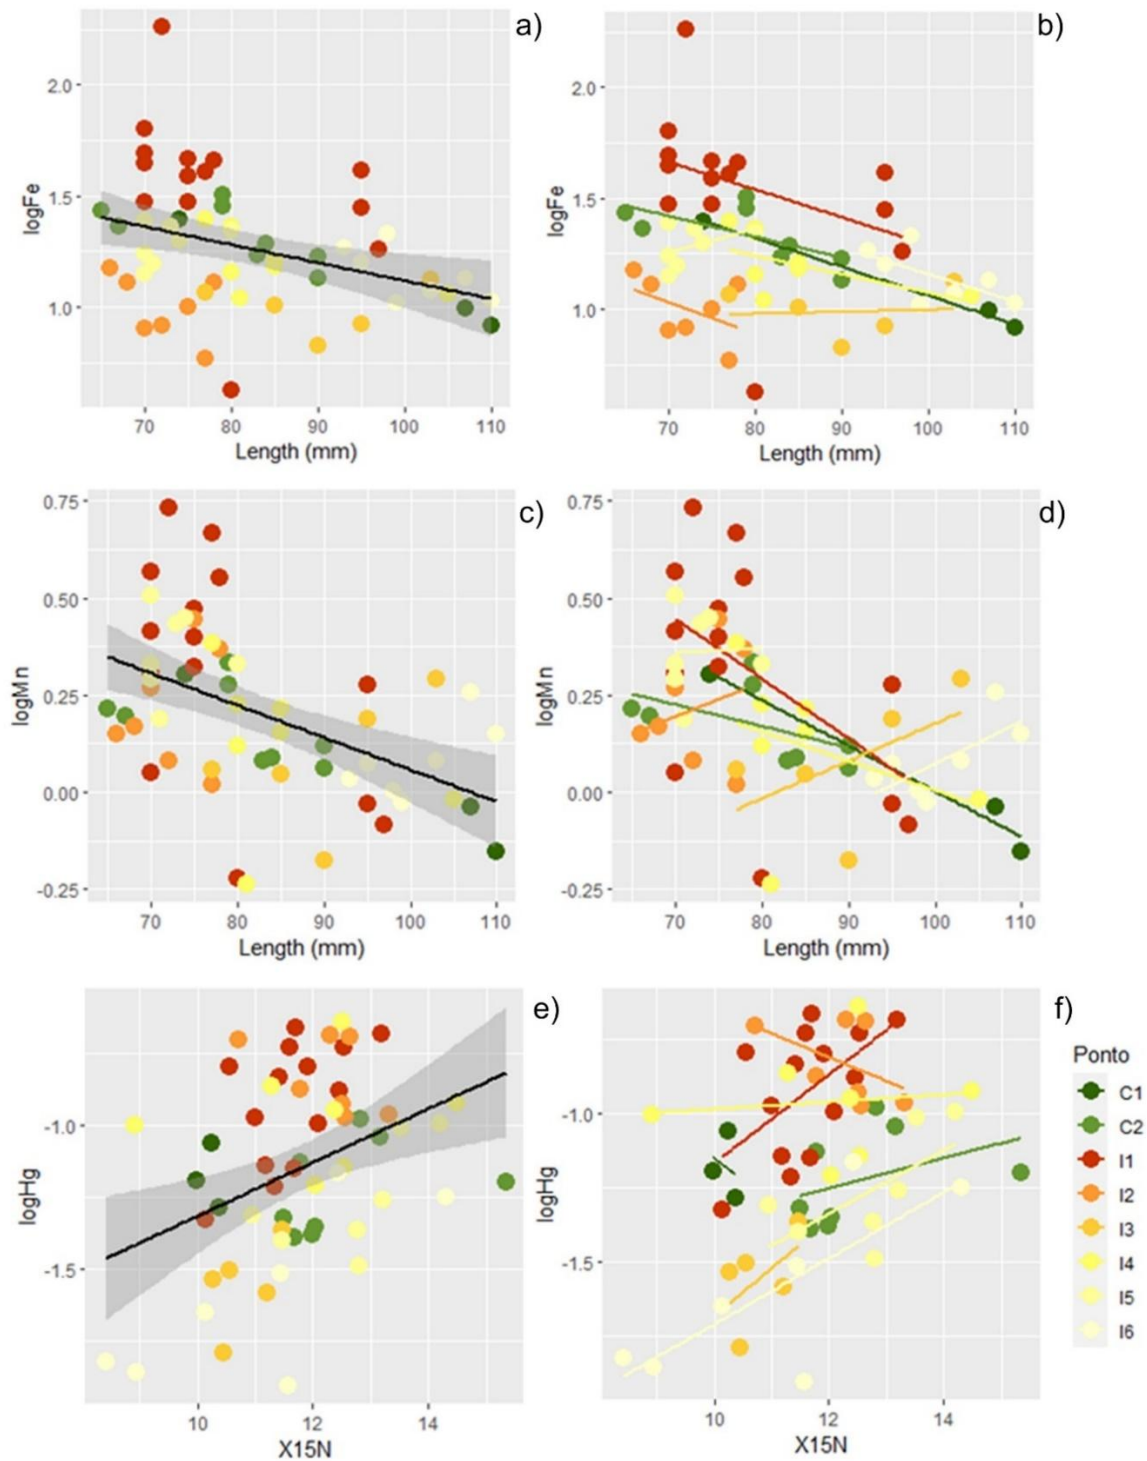 a)
2.0
1.5
1.0
logFe
70 80 90 100 110
Length (mm)
b)
2.0
1.5
1.0
logFe
70 80 90 100 110
Length (mm)
c)
0.75
0.50
0.25
0.00
-0.25
logMn
70 80 90 100 110
Length (mm)
d)
0.75
0.50
0.25
0.00
-0.25
logMn
70 80 90 100 110
Length (mm)
e)
-1.0
-1.5
logHg
10 12 14
X15N
f)
-1.0
-1.5
logHg
10 12 14
X15N
Ponto
C1
C2
I1
I2
I3
I4
I5
I6